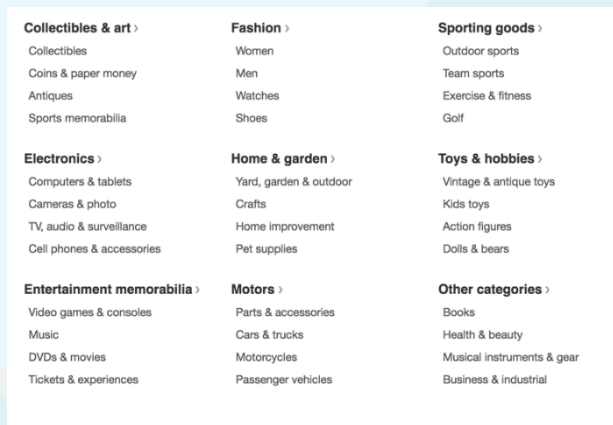 Collectibles & art ›
Collectibles
Coins & paper money
Antiques
Sports memorabilia
Fashion ›
Women
Men
Watches
Shoes
Sporting goods ›
Outdoor sports
Team sports
Exercise & fitness
Golf
Electronics ›
Computers & tablets
Cameras & photo
TV, audio & surveillance
Cell phones & accessories
Home & garden ›
Yard, garden & outdoor
Crafts
Home improvement
Pet supplies
Toys & hobbies ›
Vintage & antique toys
Kids toys
Action figures
Dolls & bears
Entertainment memorabilia ›
Video games & consoles
Music
DVDs & movies
Tickets & experiences
Motors ›
Parts & accessories
Cars & trucks
Motorcycles
Passenger vehicles
Other categories ›
Books
Health & beauty
Musical instruments & gear
Business & industrial